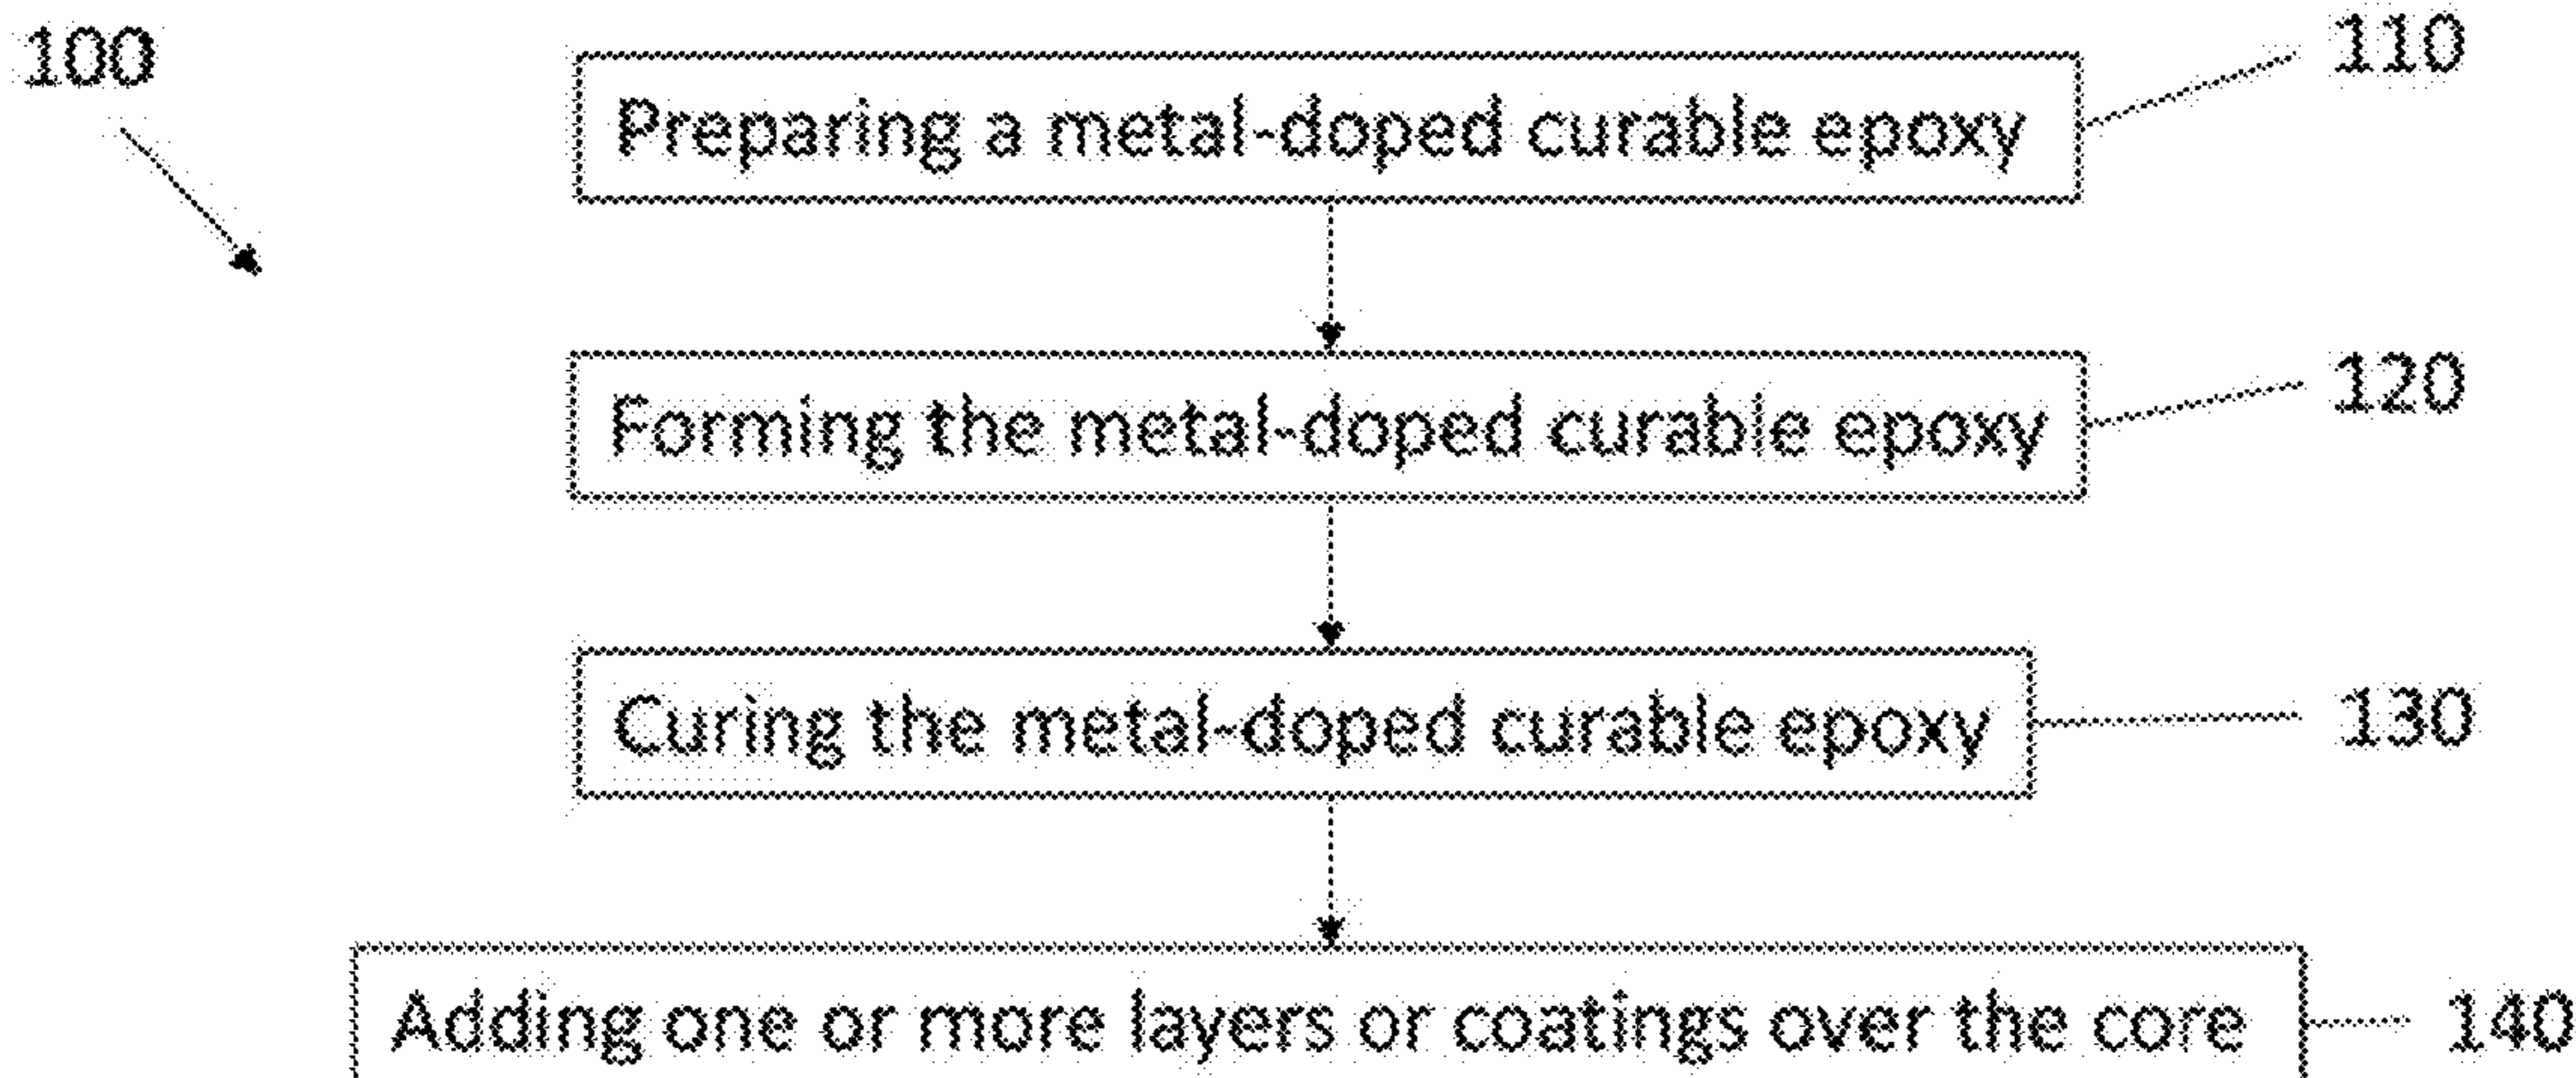 100
110
Preparing a metal-doped curable epoxy
120
Forming the metal-doped curable epoxy
130
Curing the metal-doped curable epoxy
140
Adding one or more layers or coatings over the core